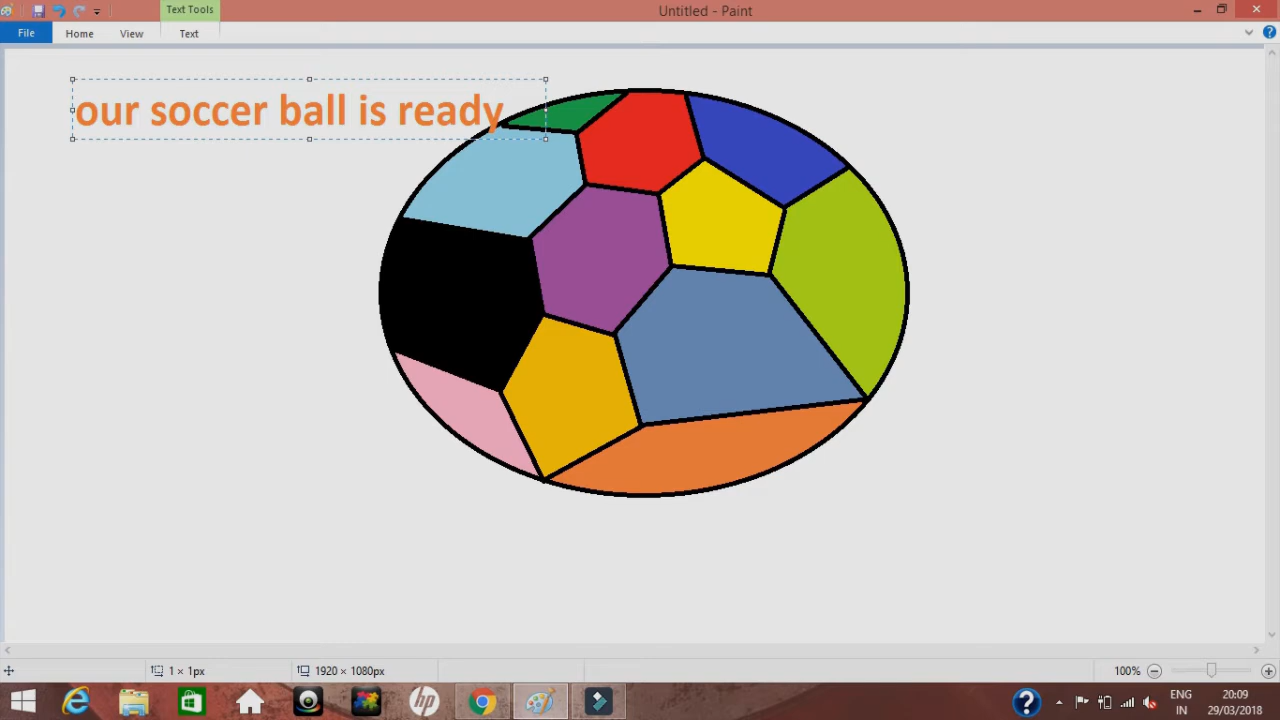 Text Tools
Untitled - Paint
File
Home
View
Text
our soccer ball is ready
1 × 1px
1920 × 1080px
100%
hp
ENG
IN
20:09
29/03/2018